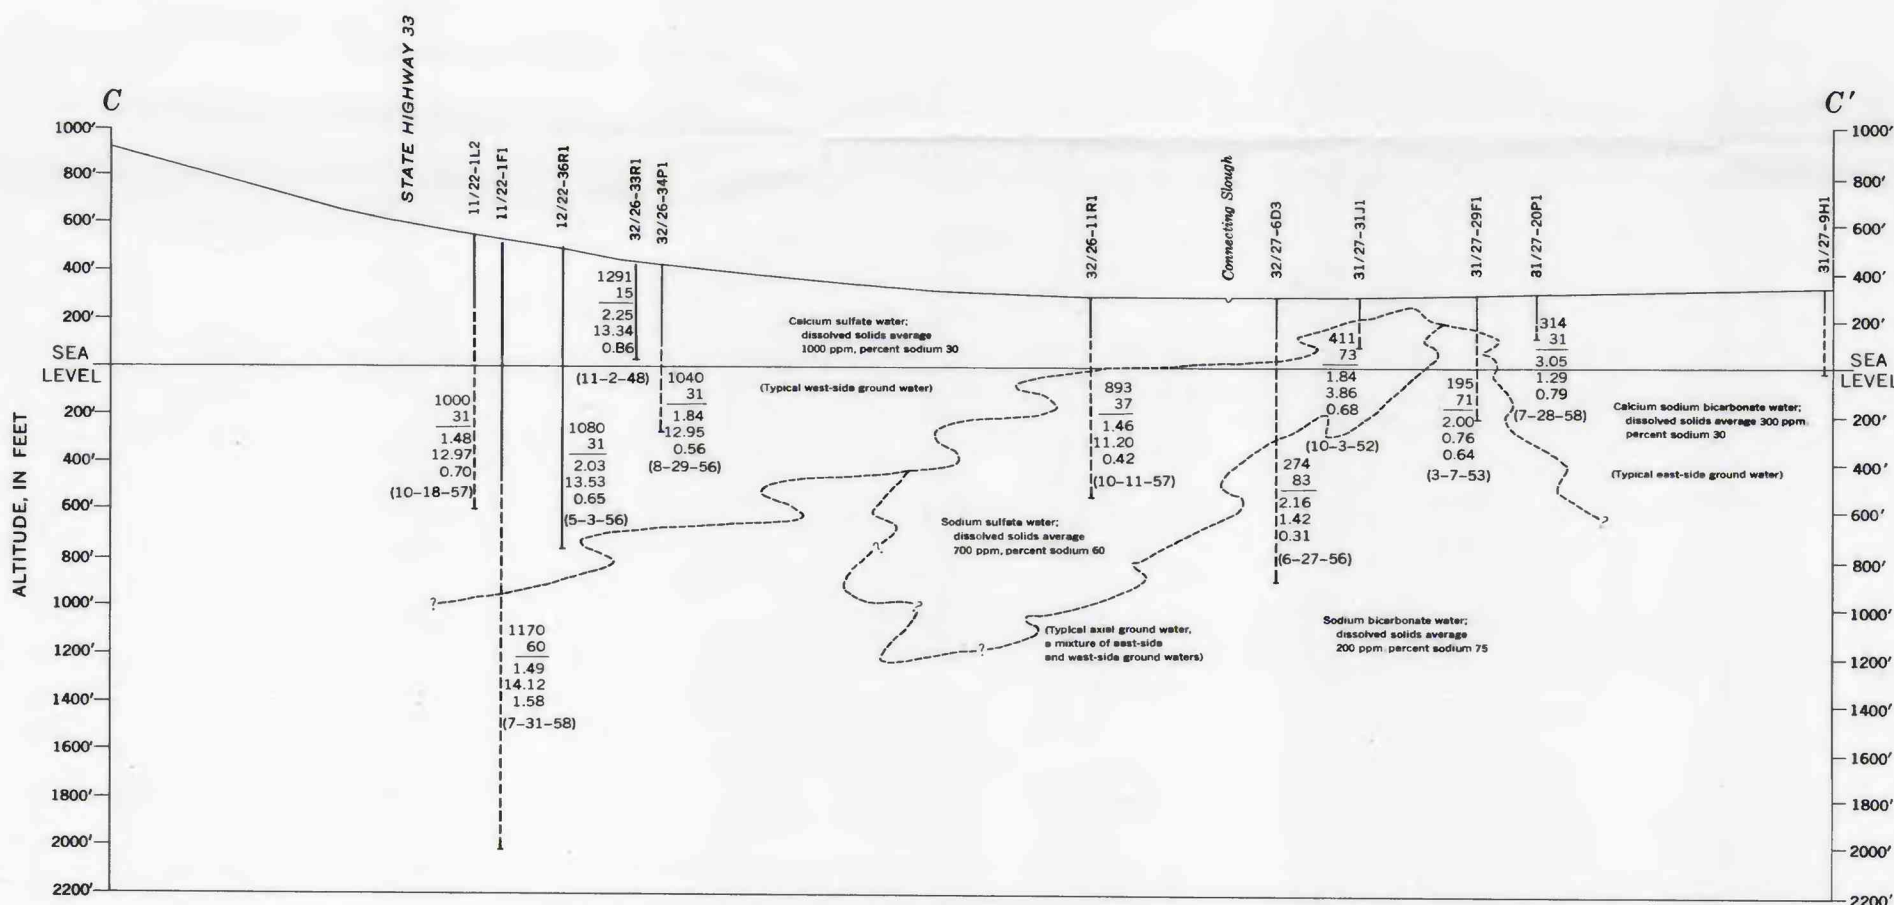 C
C'
STATE HIGHWAY 33
11/22-1L2
11/22-1F1
12/22-36R1
32/26-33R1
32/26-34P1
32/26-11R1
Connecting Slough
32/27-6D3
31/27-31J1
31/27-29F1
31/27-20P1
31/27-9H1
ALTITUDE, IN FEET
1000'
800'
600'
400'
200'
SEA
LEVEL
200'
400'
600'
800'
1000'
1200'
1400'
1600'
1800'
2000'
2200'
1000
31
1.48
12.97
0.70
(10-18-57)
1170
60
1.49
14.12
1.58
(7-31-58)
1080
31
2.03
13.53
0.65
(5-3-56)
1291
15
2.25
13.34
0.86
(11-2-48)
1040
31
1.84
12.95
0.56
(8-29-56)
Calcium sulfate water;
dissolved solids average
1000 ppm, percent sodium 30
(Typical west-side ground water)
893
37
1.46
11.20
0.42
(10-11-57)
Sodium sulfate water;
dissolved solids average
700 ppm, percent sodium 60
(Typical axial ground water,
a mixture of east-side
and west-side ground waters)
274
83
2.16
1.42
0.31
(6-27-56)
411
73
1.84
3.86
0.68
(10-3-52)
195
71
2.00
0.76
0.64
(3-7-53)
314
31
3.05
1.29
0.79
(7-28-58)
Calcium sodium bicarbonate water;
dissolved solids average 300 ppm,
percent sodium 30
(Typical east-side ground water)
Sodium bicarbonate water;
dissolved solids average
200 ppm percent sodium 75
?
?
?
?
?
1000'
800'
600'
400'
200'
SEA
LEVEL
200'
400'
600'
800'
1000'
1200'
1400'
1600'
1800'
2000'
2200'